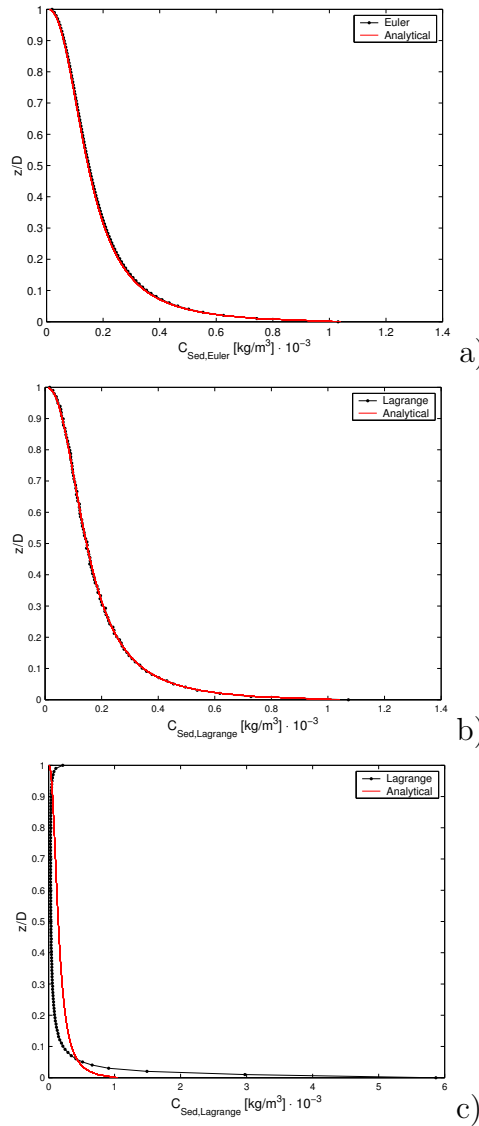 Euler
Analytical
1
0.9
0.8
0.7
0.6
0.5
0.4
0.3
0.2
0.1
0
z/D
0 0.2 0.4 0.6 0.8 1 1.2 1.4
C_Sed,Euler [kg/m³] · 10⁻³
a)
Lagrange
Analytical
1
0.9
0.8
0.7
0.6
0.5
0.4
0.3
0.2
0.1
0
z/D
0 0.2 0.4 0.6 0.8 1 1.2 1.4
C_Sed,Lagrange [kg/m³] · 10⁻³
b)
Lagrange
Analytical
1
0.9
0.8
0.7
0.6
0.5
0.4
0.3
0.2
0.1
0
z/D
0 1 2 3 4 5 6
C_Sed,Lagrange [kg/m³] · 10⁻³
c)